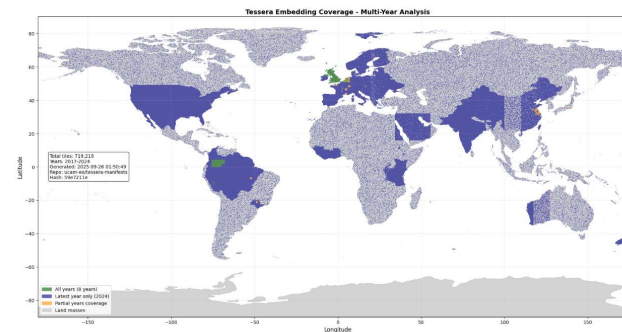 Tessera Embedding Coverage - Multi-Year Analysis
80
60
40
20
0
−20
−40
−60
−80
Latitude
Total tiles: 719,218
Years: 2017-2024
Generated: 2025-09-26 01:50:49
Repo: ucam-eo/tessera-manifests
Hash: 59e7211e
All years (8 years)
Latest year only (2024)
Partial years coverage
Land masses
−150
−100
−50
0
50
100
150
Longitude